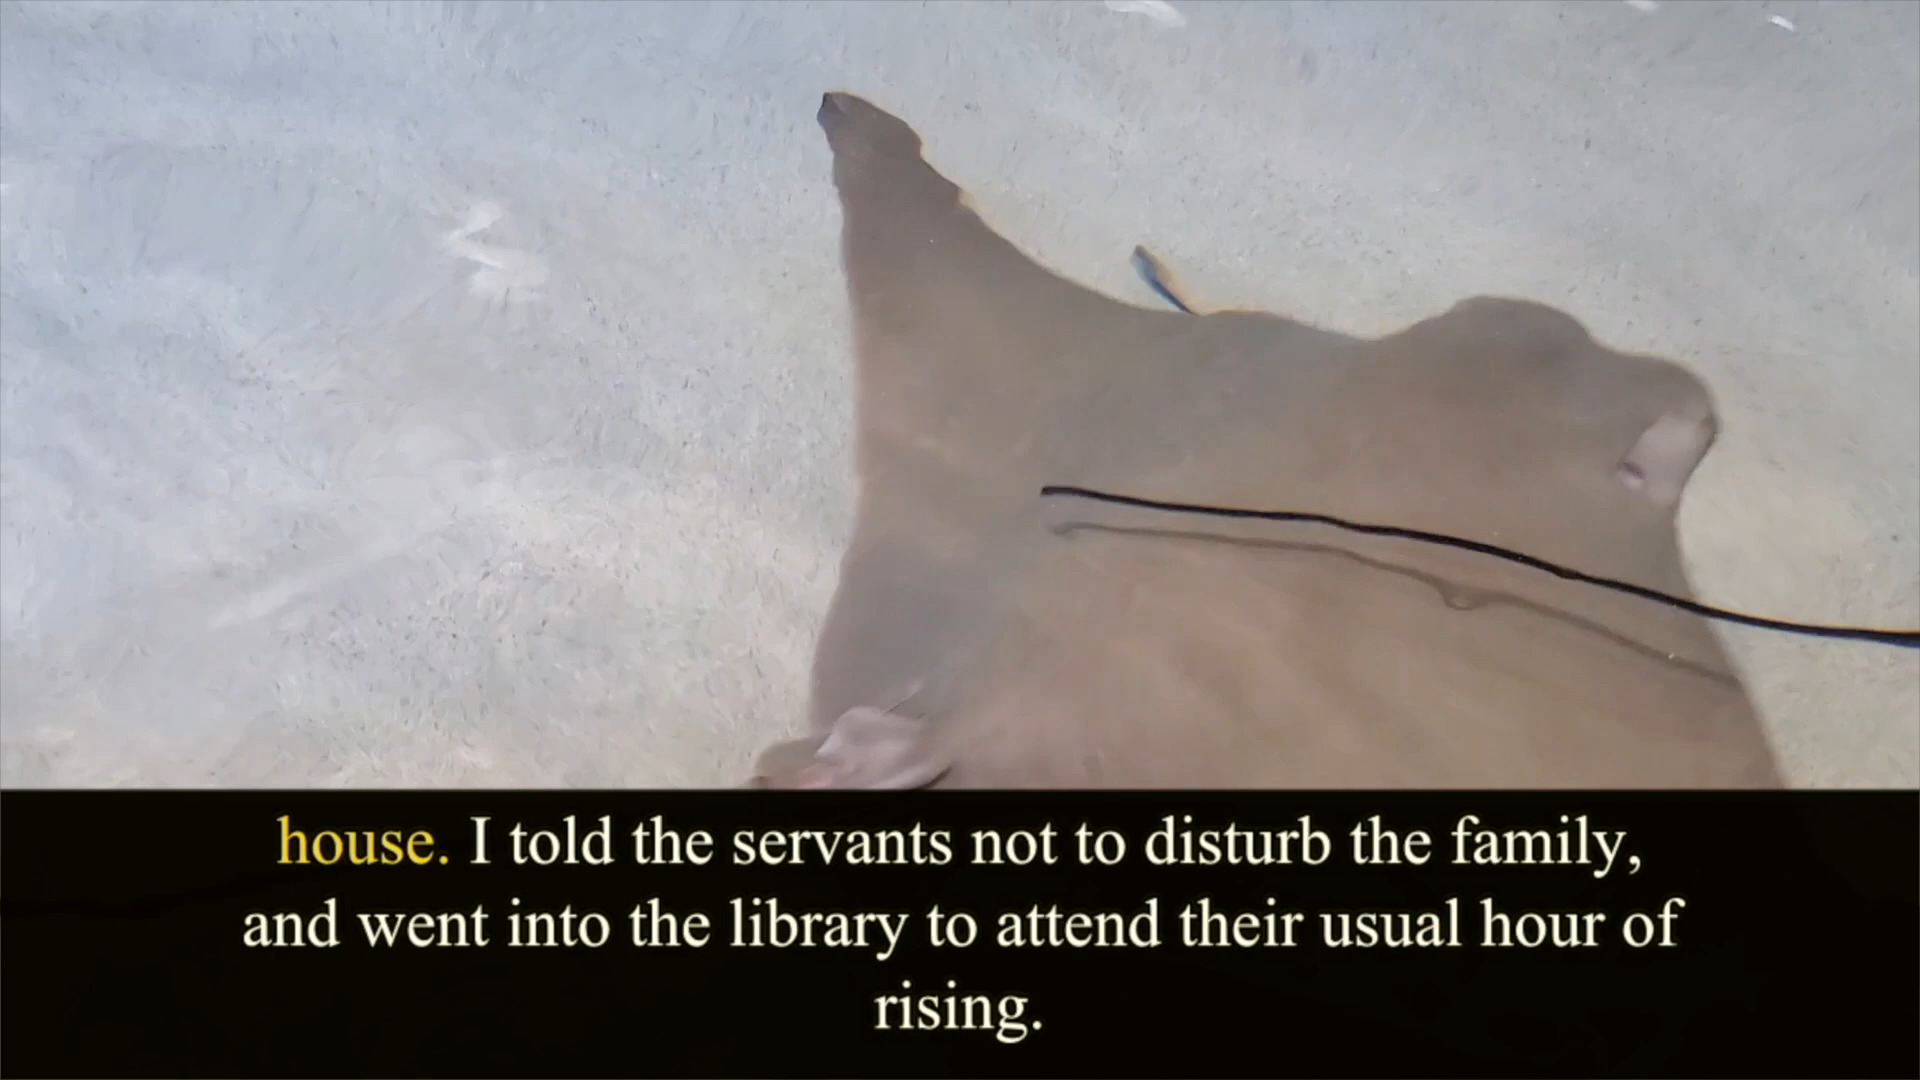 house. I told the servants not to disturb the family,
and went into the library to attend their usual hour of
rising.